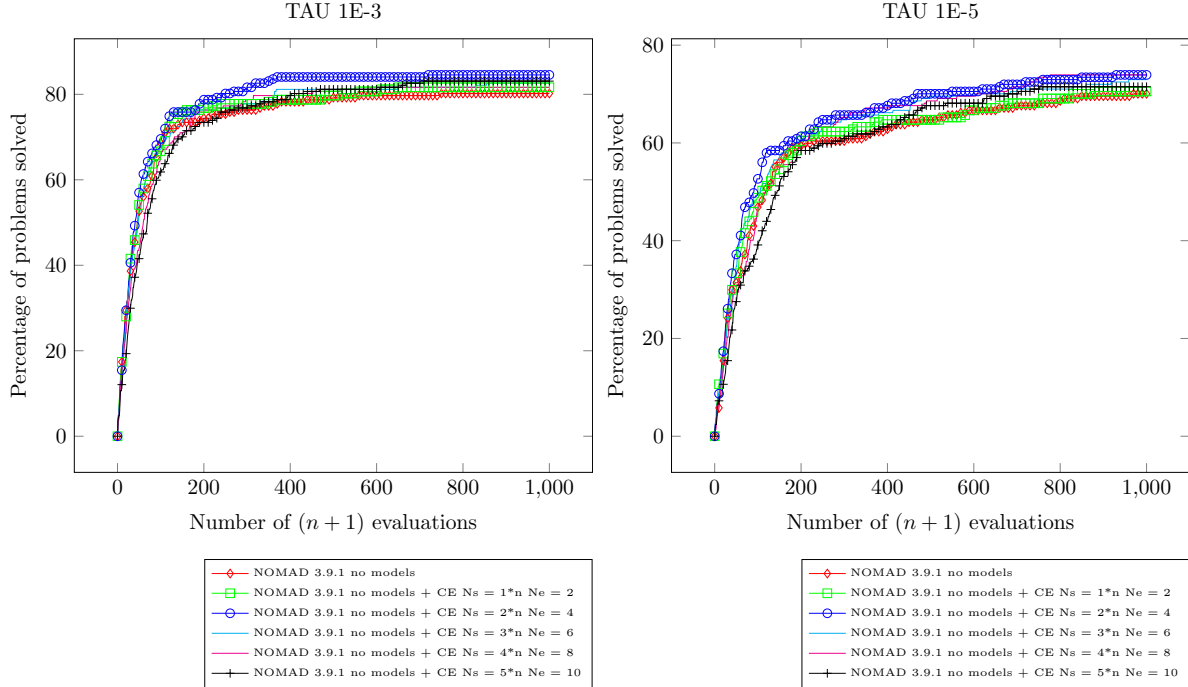 TAU 1E-3
80
60
40
20
0
0 200 400 600 800 1,000
Percentage of problems solved
Number of (n + 1) evaluations
NOMAD 3.9.1 no models
NOMAD 3.9.1 no models + CE Ns = 1*n Ne = 2
NOMAD 3.9.1 no models + CE Ns = 2*n Ne = 4
NOMAD 3.9.1 no models + CE Ns = 3*n Ne = 6
NOMAD 3.9.1 no models + CE Ns = 4*n Ne = 8
NOMAD 3.9.1 no models + CE Ns = 5*n Ne = 10
TAU 1E-5
80
60
40
20
0
0 200 400 600 800 1,000
Percentage of problems solved
Number of (n + 1) evaluations
NOMAD 3.9.1 no models
NOMAD 3.9.1 no models + CE Ns = 1*n Ne = 2
NOMAD 3.9.1 no models + CE Ns = 2*n Ne = 4
NOMAD 3.9.1 no models + CE Ns = 3*n Ne = 6
NOMAD 3.9.1 no models + CE Ns = 4*n Ne = 8
NOMAD 3.9.1 no models + CE Ns = 5*n Ne = 10